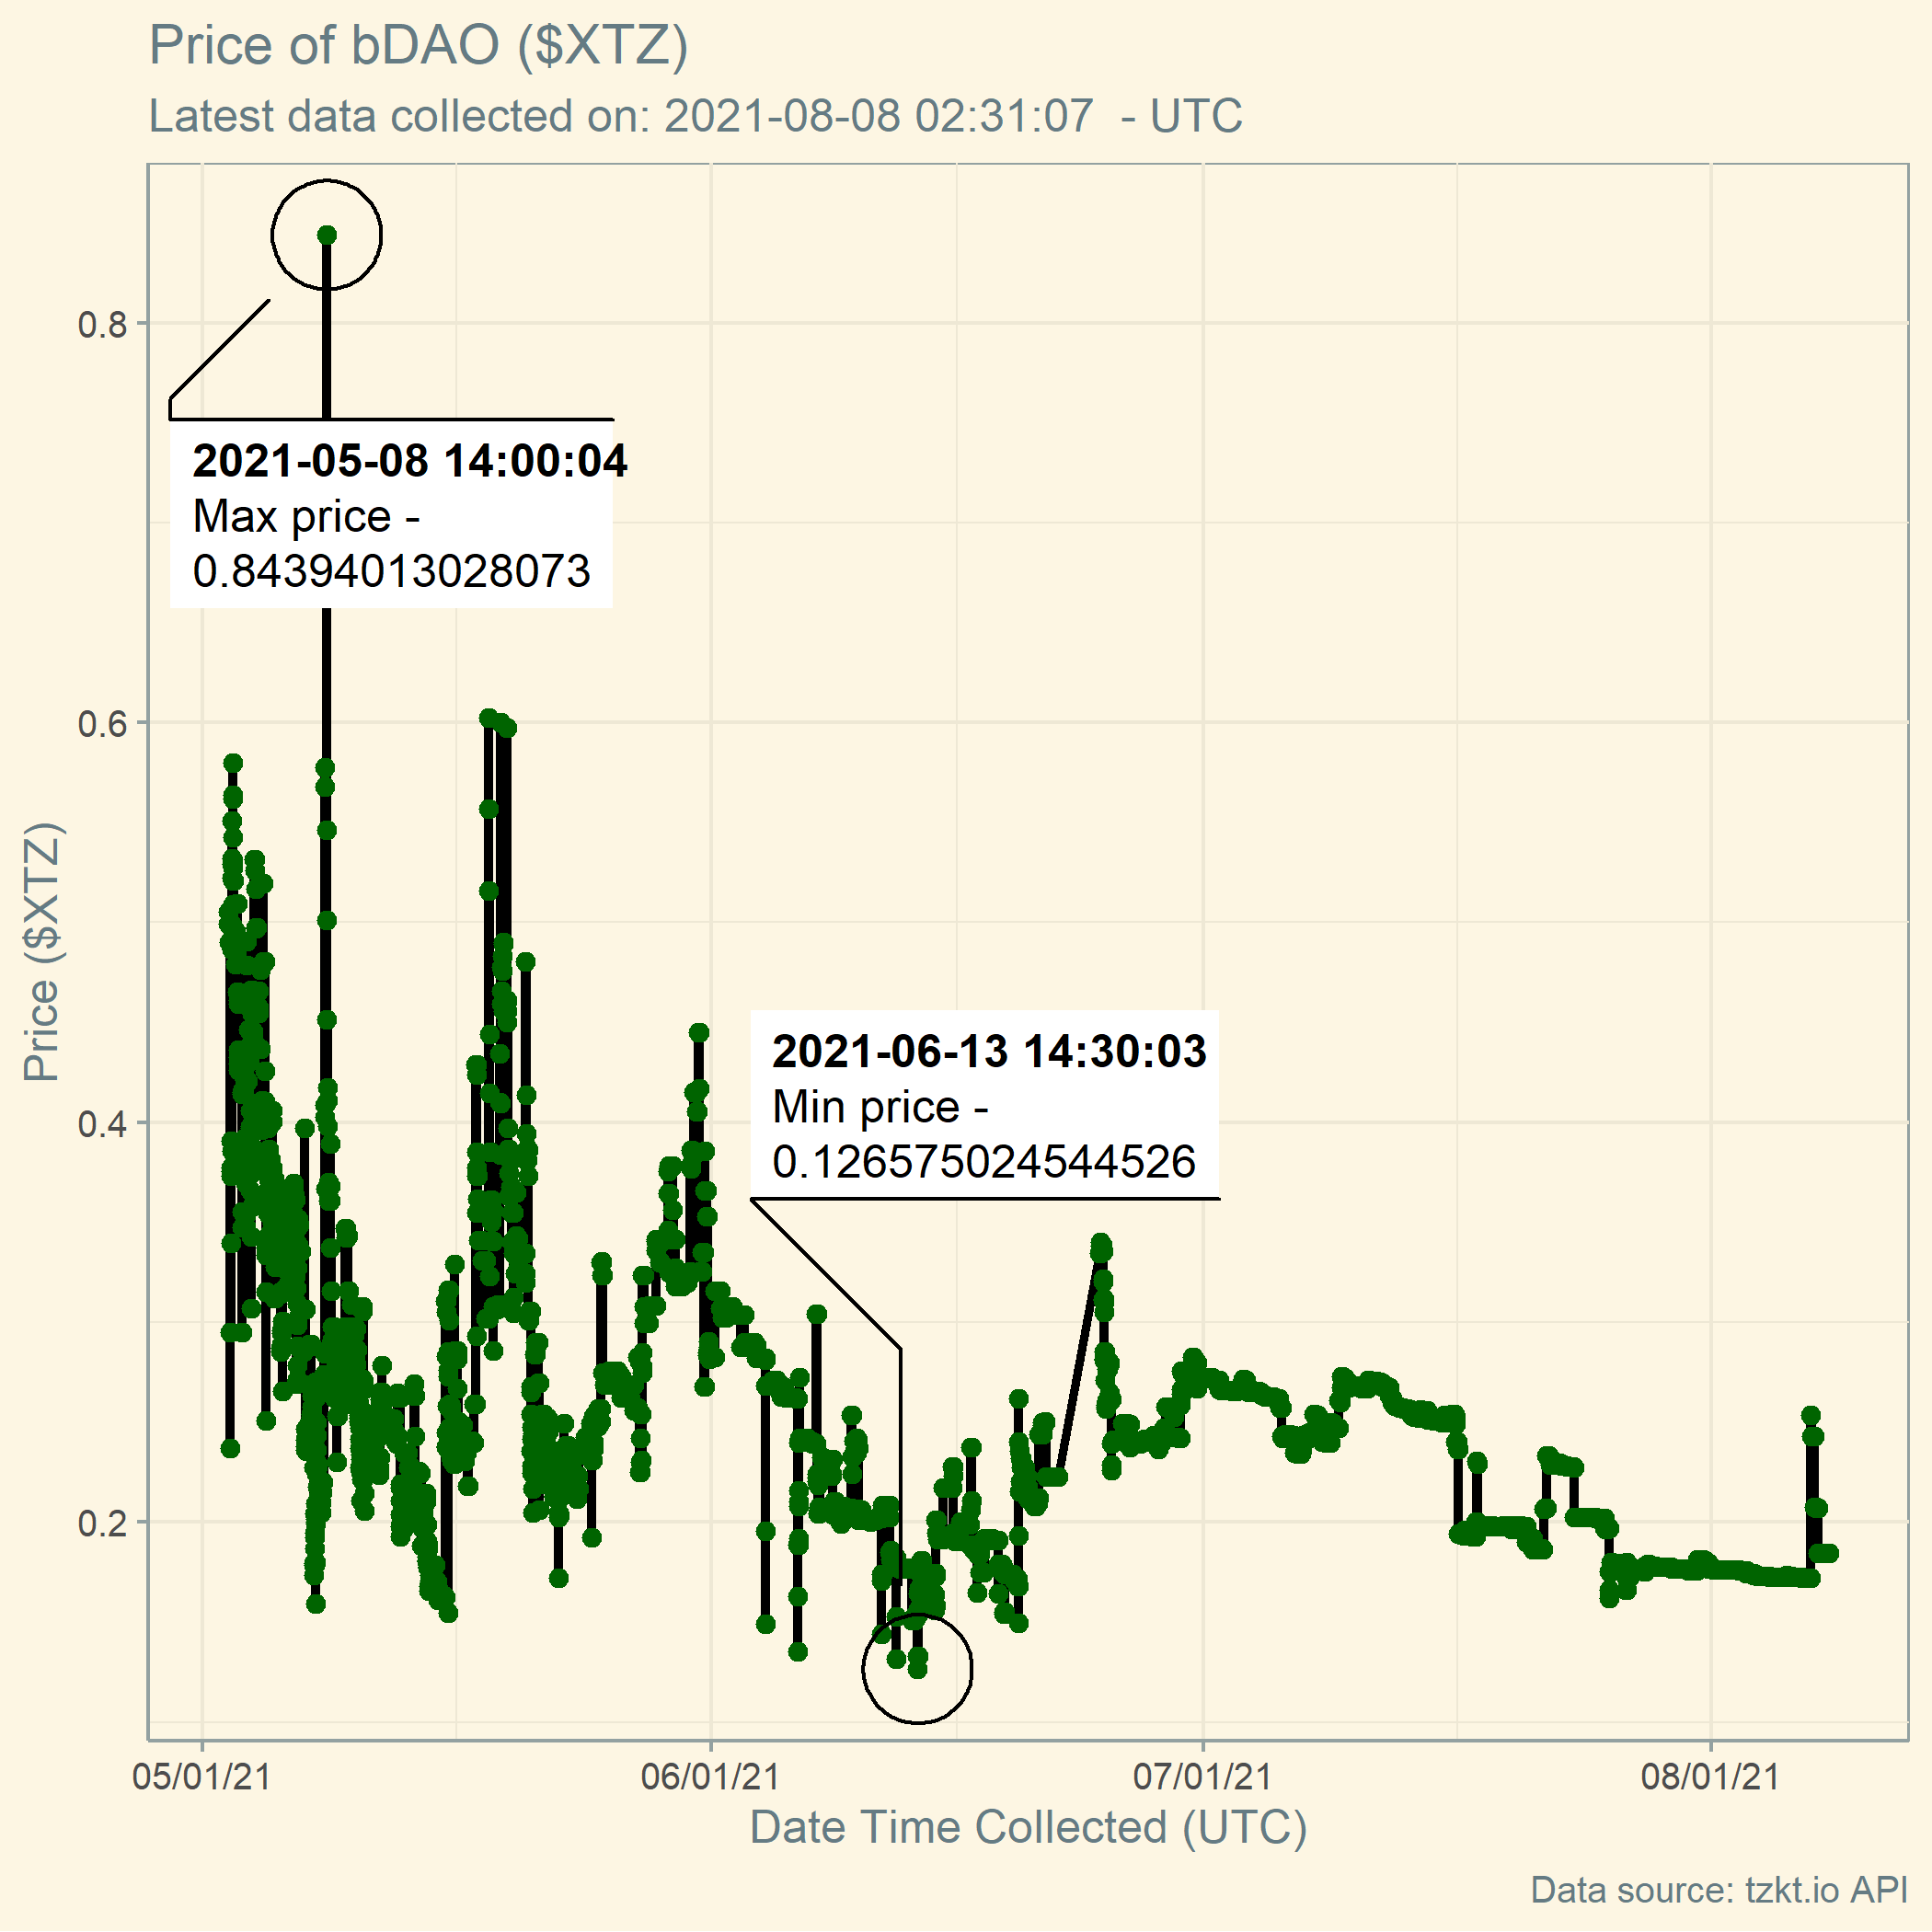 Price of bDAO ($XTZ)
Latest data collected on: 2021-08-08 02:31:07  - UTC
2021-05-08 14:00:04
Max price -
0.84394013028073
2021-06-13 14:30:03
Min price -
0.126575024544526
Price ($XTZ)
0.8
0.6
0.4
0.2
05/01/21
06/01/21
07/01/21
08/01/21
Date Time Collected (UTC)
Data source: tzkt.io API